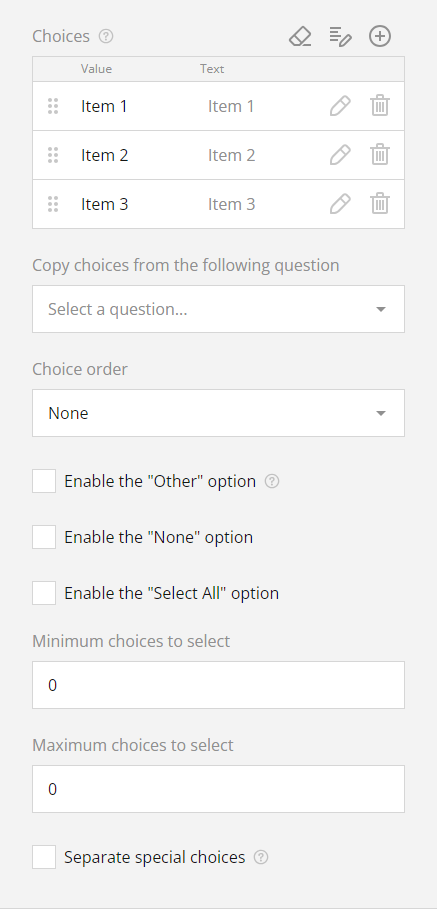 Choices
Value Text
Item 1 Item 1
Item 2 Item 2
Item 3 Item 3
Copy choices from the following question
Select a question...
Choice order
None
Enable the "Other" option
Enable the "None" option
Enable the "Select All" option
Minimum choices to select
0
Maximum choices to select
0
Separate special choices